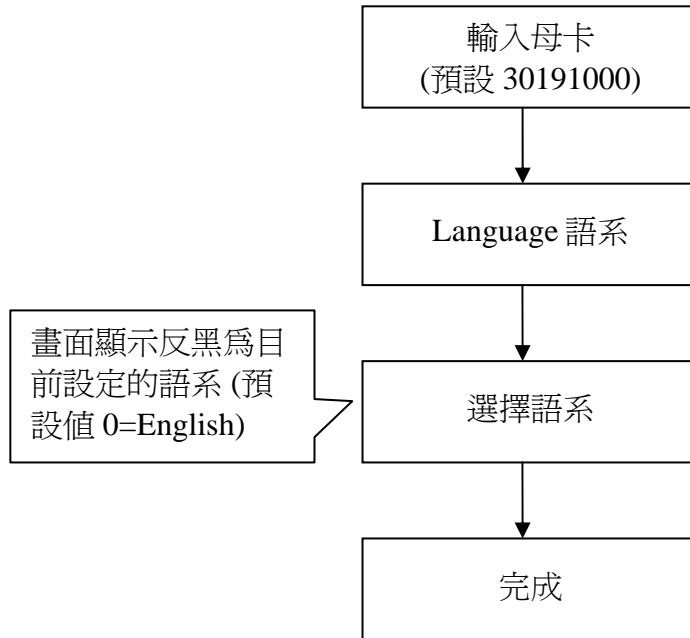 輸入母卡
(預設 30191000)
Language 語系
畫面顯示反黑為目
前設定的語系 (預
設值 0=English)
選擇語系
完成